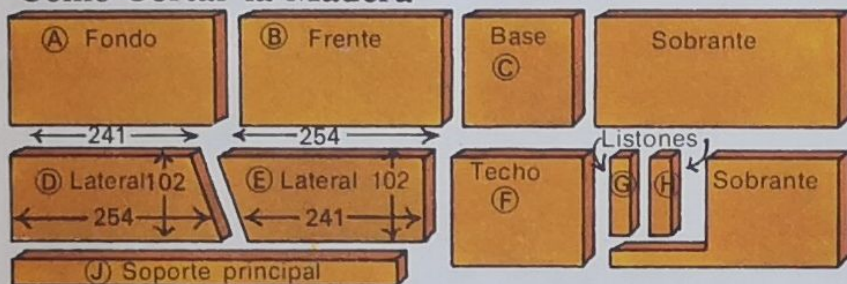 Ⓐ Fondo
Ⓑ Frente
Base
Ⓒ
Sobrante
241
254
Listones
Ⓓ Lateral 102
254
Ⓔ Lateral 102
241
Techo
Ⓕ
Ⓖ
Ⓗ
Sobrante
Ⓙ Soporte principal